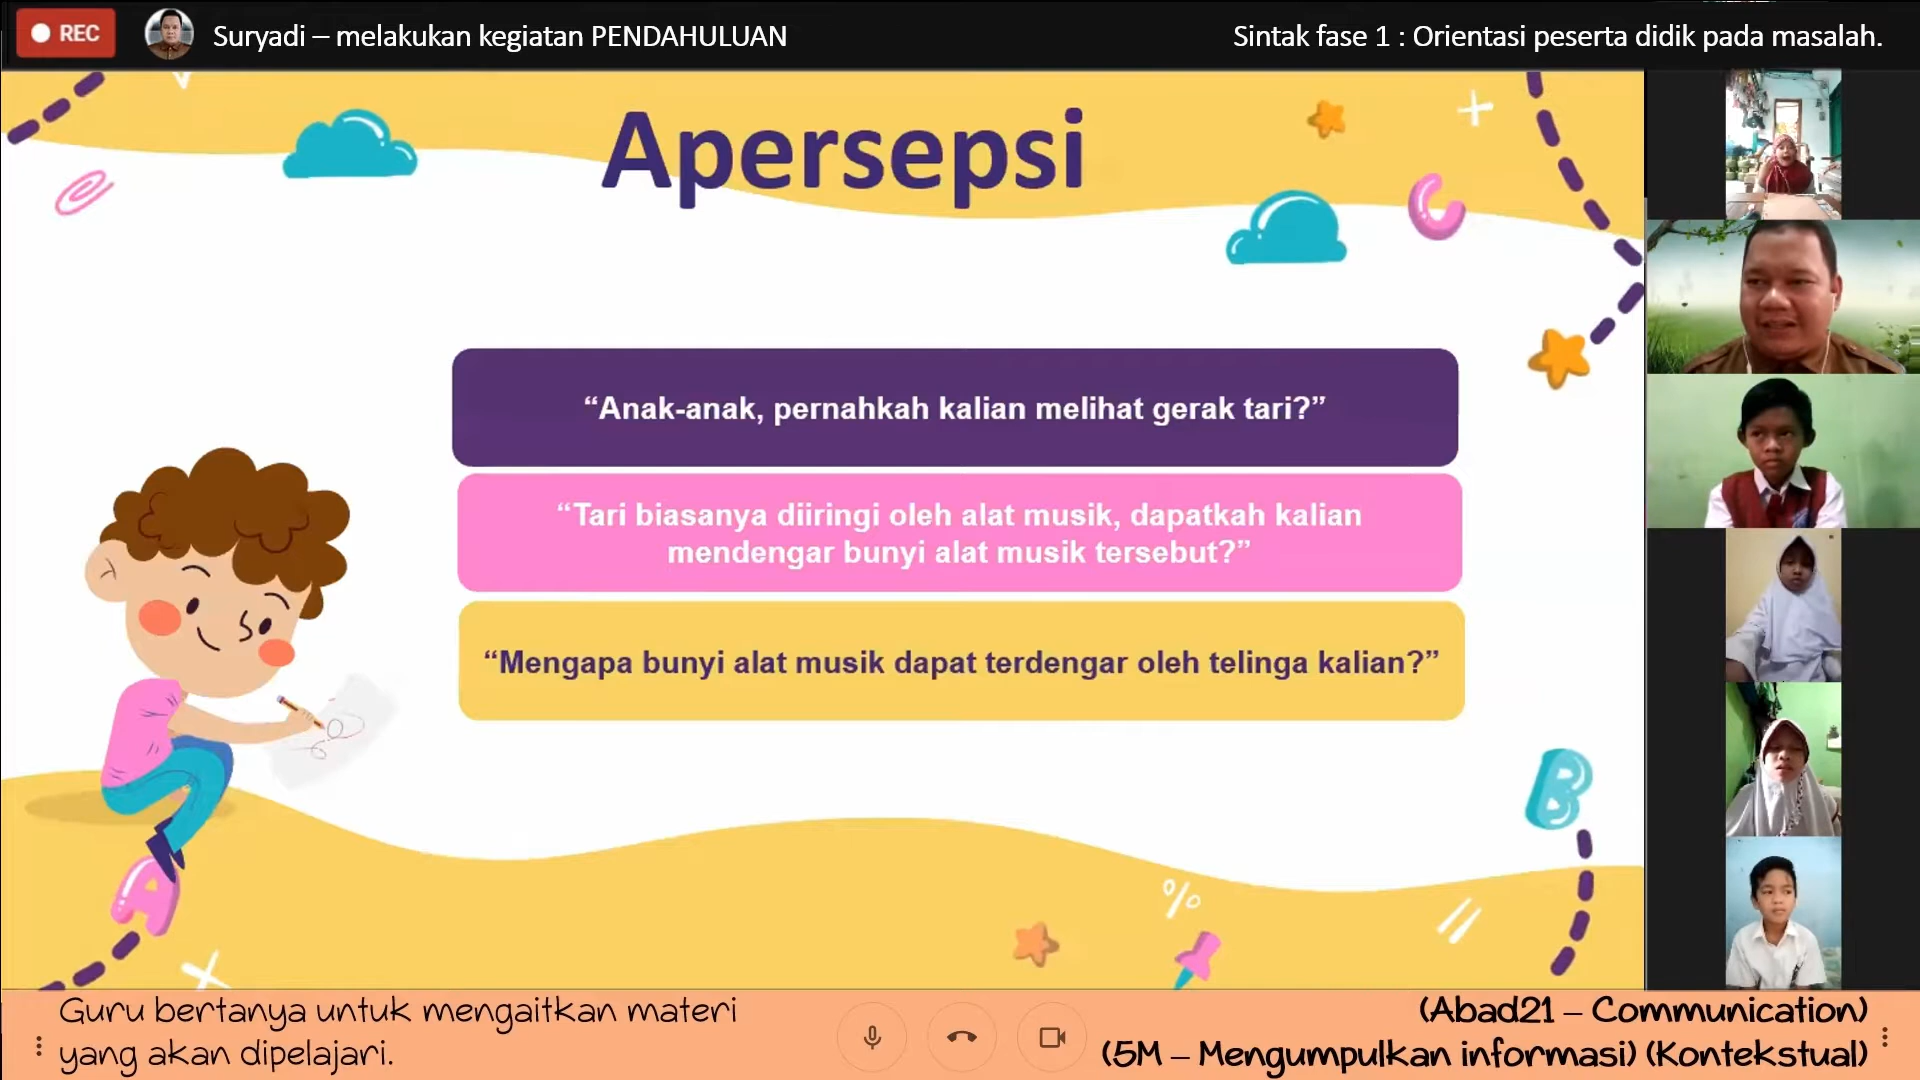 REC
Suryadi – melakukan kegiatan PENDAHULUAN
Sintak fase 1 : Orientasi peserta didik pada masalah.
Apersepsi
“Anak-anak, pernahkah kalian melihat gerak tari?”
“Tari biasanya diiringi oleh alat musik, dapatkah kalian
mendengar bunyi alat musik tersebut?”
“Mengapa bunyi alat musik dapat terdengar oleh telinga kalian?”
C
B
A
%
Guru bertanya untuk mengaitkan materi
yang akan dipelajari.
(Abad21 – Communication)
(5M – Mengumpulkan informasi) (Kontekstual)